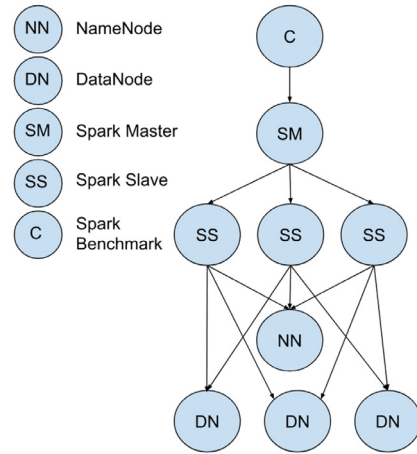 NN NameNode
DN DataNode
SM Spark Master
SS Spark Slave
C Spark
Benchmark
C
SM
SS SS SS
NN
DN DN DN